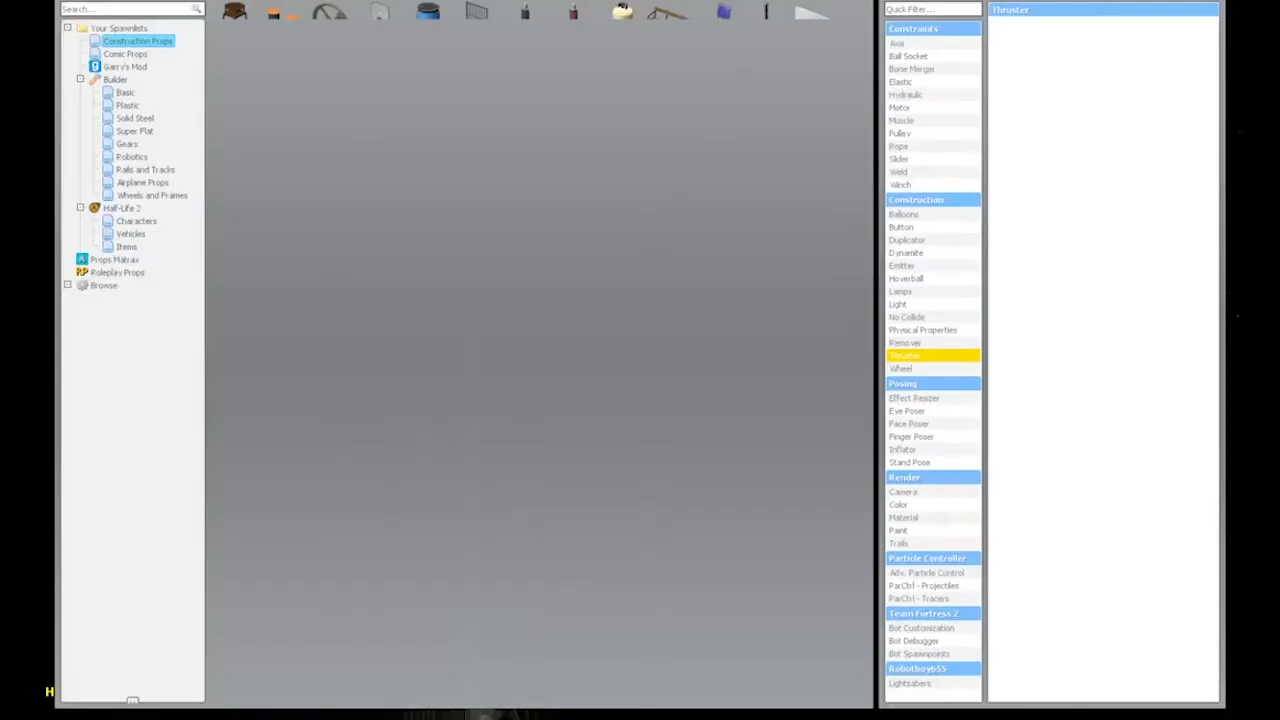 Search...
Your Spawnlists
Construction Props
Comic Props
Garry's Mod
Builder
Basic
Plastic
Solid Steel
Super Flat
Gears
Robotics
Rails and Tracks
Airplane Props
Wheels and Frames
Half-Life 2
Characters
Vehicles
Items
Props Matrax
Roleplay Props
Browse
H
Quick Filter...
Constraints
Axis
Ball Socket
Bone Merger
Elastic
Hydraulic
Motor
Muscle
Pulley
Rope
Slider
Weld
Winch
Construction
Balloons
Button
Duplicator
Dynamite
Emitter
Hoverball
Lamps
Light
No Collide
Physical Properties
Remover
Thruster
Wheel
Posing
Effect Resizer
Eye Poser
Face Poser
Finger Poser
Inflator
Stand Pose
Render
Camera
Color
Material
Paint
Trails
Particle Controller
Adv. Particle Control
ParCtrl - Projectiles
ParCtrl - Tracers
Team Fortress 2
Bot Customization
Bot Debugger
Bot Spawnpoints
Robotboy655
Lightsabers
Thruster